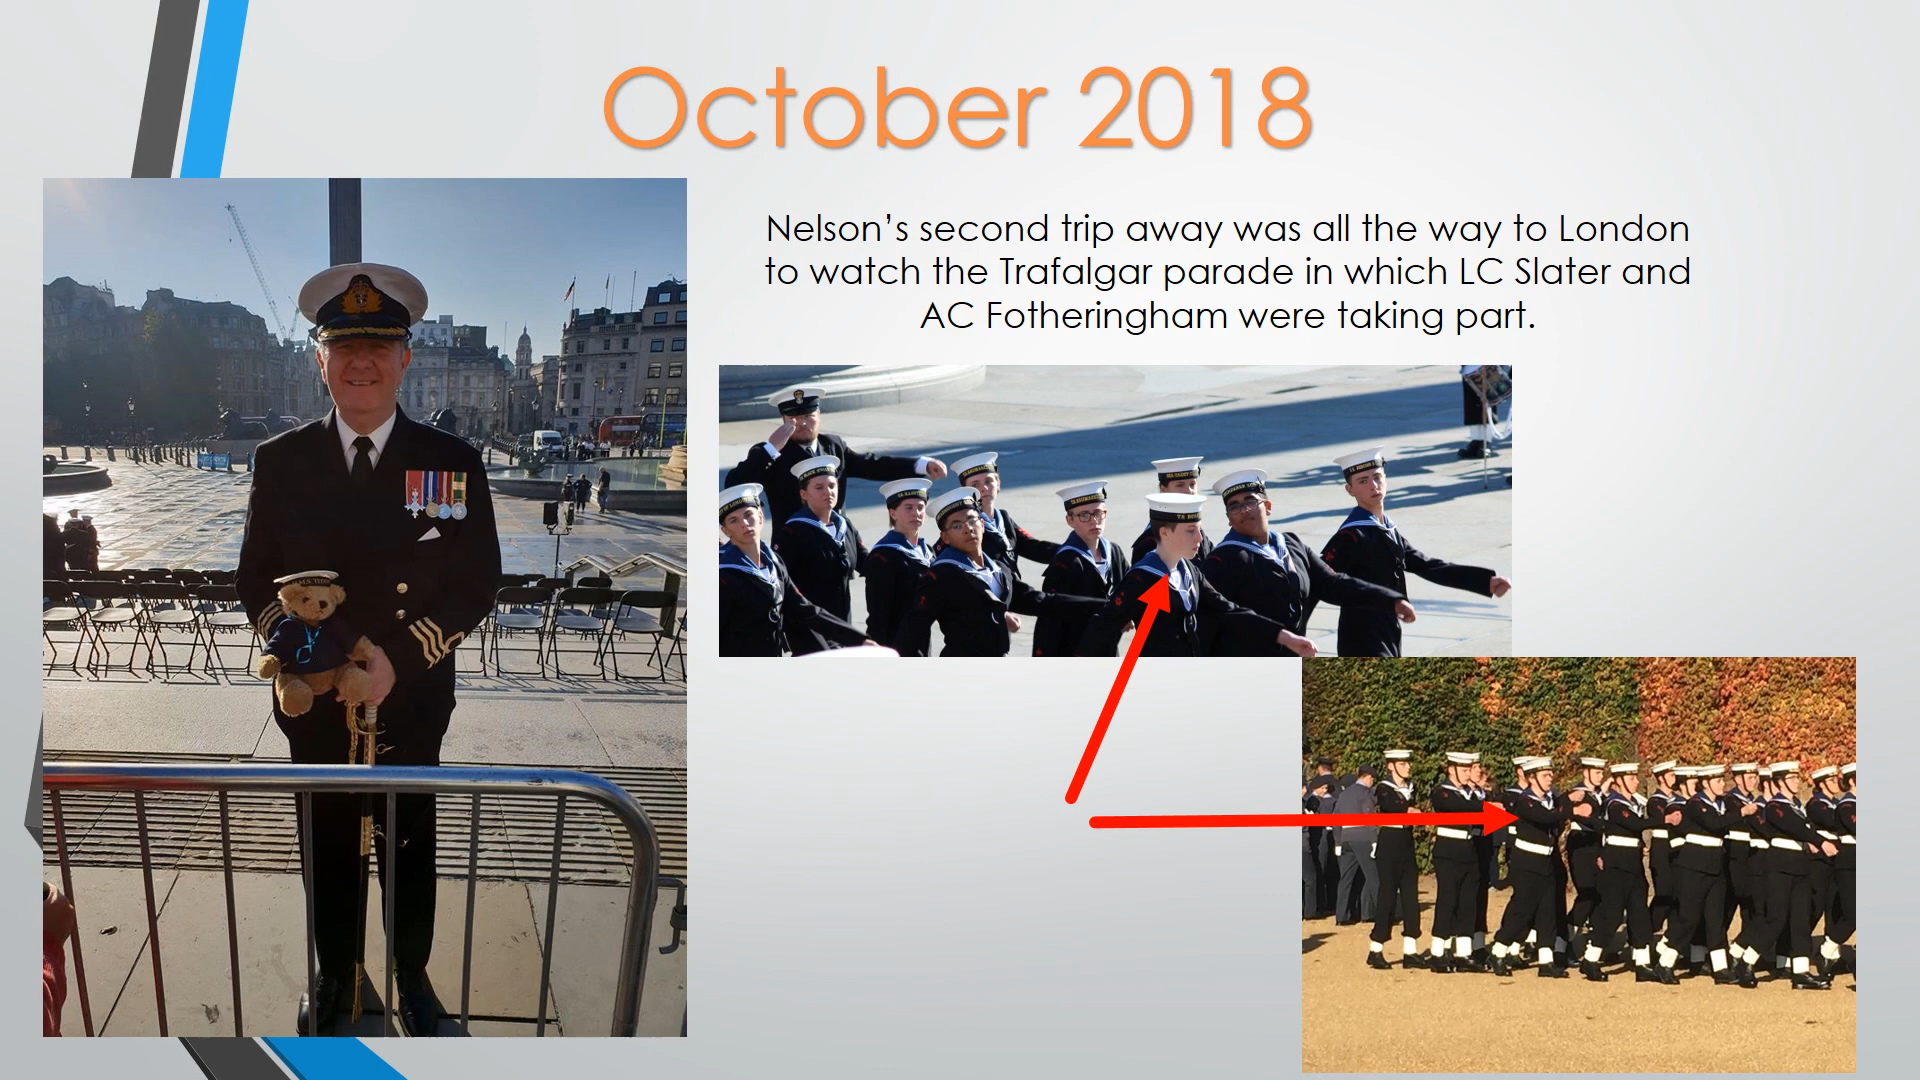 October 2018
Nelson’s second trip away was all the way to London
to watch the Trafalgar parade in which LC Slater and
AC Fotheringham were taking part.